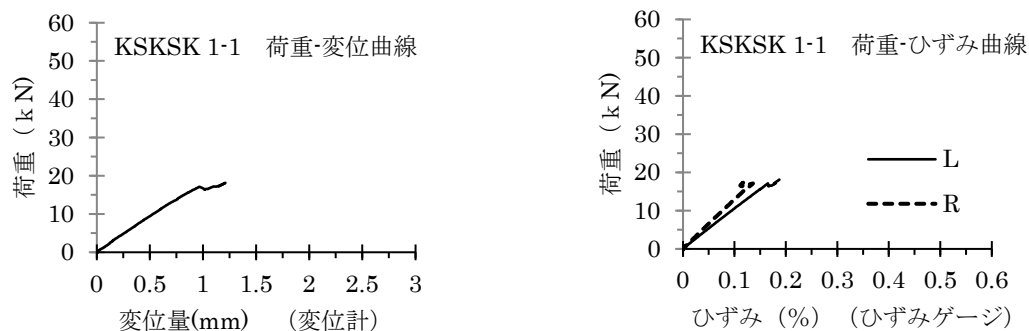 KSKSK 1-1 荷重-変位曲線
荷重（ｋN）
60
50
40
30
20
10
0
0 0.5 1 1.5 2 2.5 3
変位量(mm) （変位計）
KSKSK 1-1 荷重-ひずみ曲線
荷重（ｋN）
60
50
40
30
20
10
0
L
R
0 0.1 0.2 0.3 0.4 0.5 0.6
ひずみ（%）（ひずみゲージ）